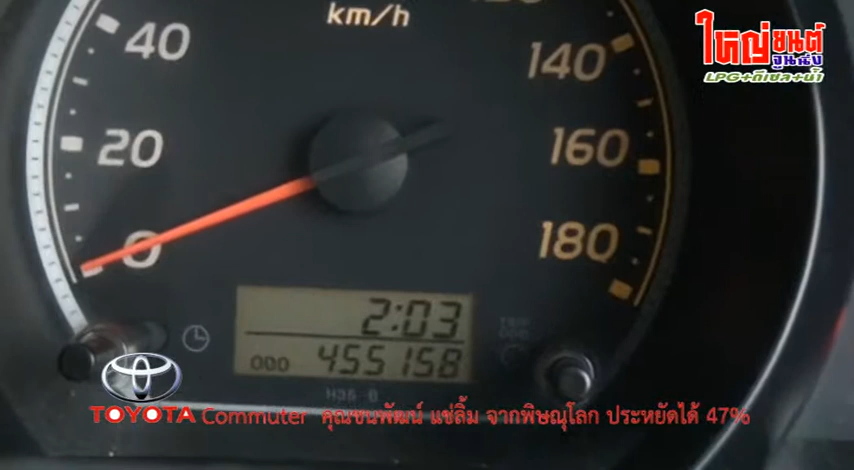 km/h
ใหญ่ยนต์
จูนนิ่ง
LPG+ดีเซล+น้ำ
40
140
20
160
0
180
2:03
ODO 455158
TOYOTA Commuter คุณชนพัฒน์ แซ่ลิ้ม จากพิษณุโลก ประหยัดได้ 47%